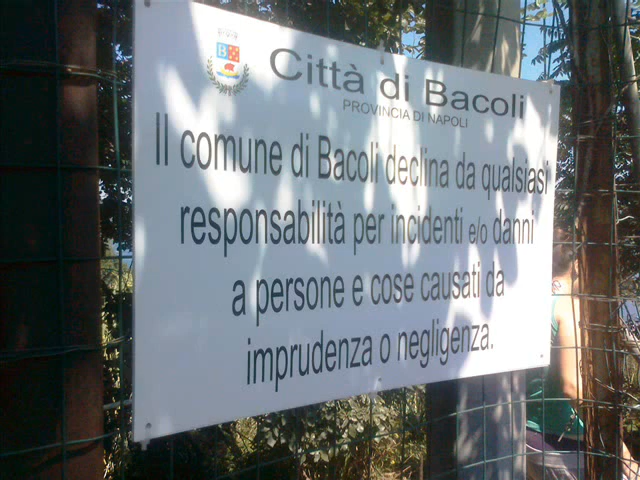 Città di Bacoli
PROVINCIA DI NAPOLI
Il comune di Bacoli declina da qualsiasi
responsabilità per incidenti e/o danni
a persone e cose causati da
imprudenza o negligenza.